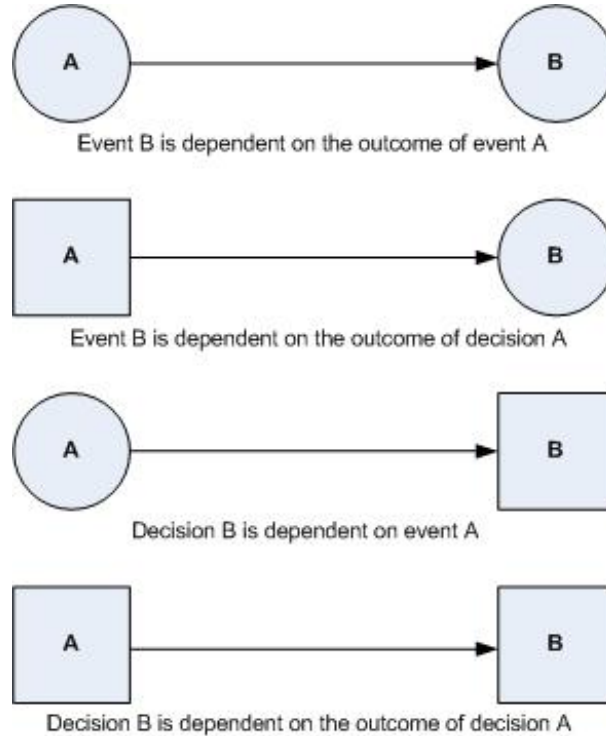 A B
Event B is dependent on the outcome of event A
A B
Event B is dependent on the outcome of decision A
A B
Decision B is dependent on event A
A B
Decision B is dependent on the outcome of decision A